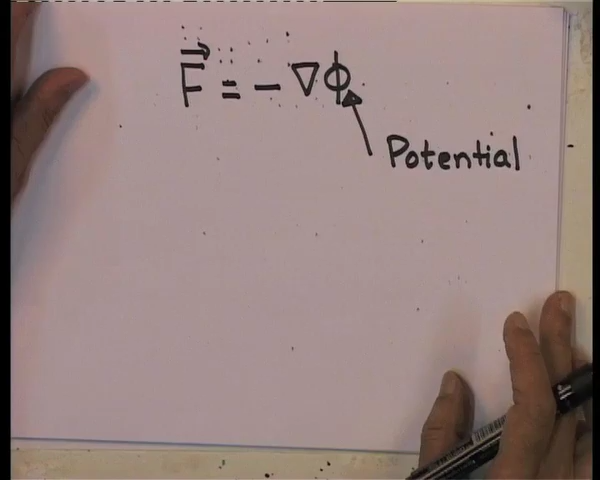 F⃗ = - ∇ϕ
Potential